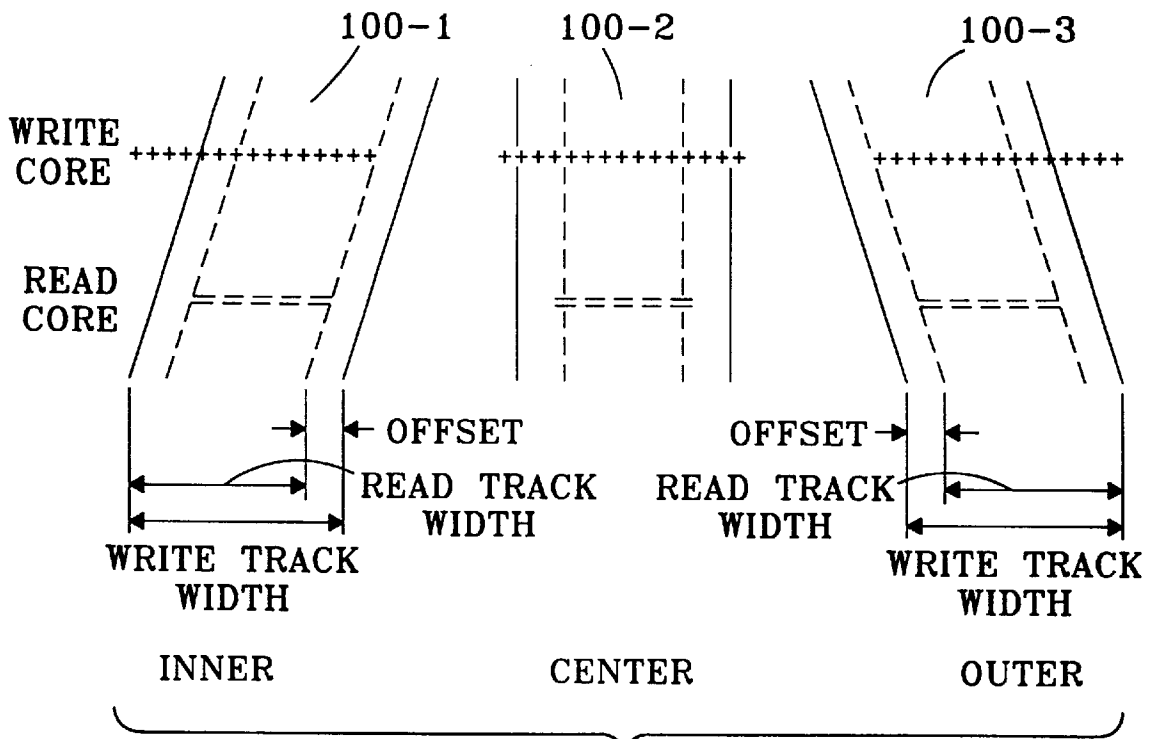 100-1
100-2
100-3
WRITE
CORE
READ
CORE
OFFSET
OFFSET
READ TRACK
WIDTH
READ TRACK
WIDTH
WRITE TRACK
WIDTH
WRITE TRACK
WIDTH
INNER
CENTER
OUTER